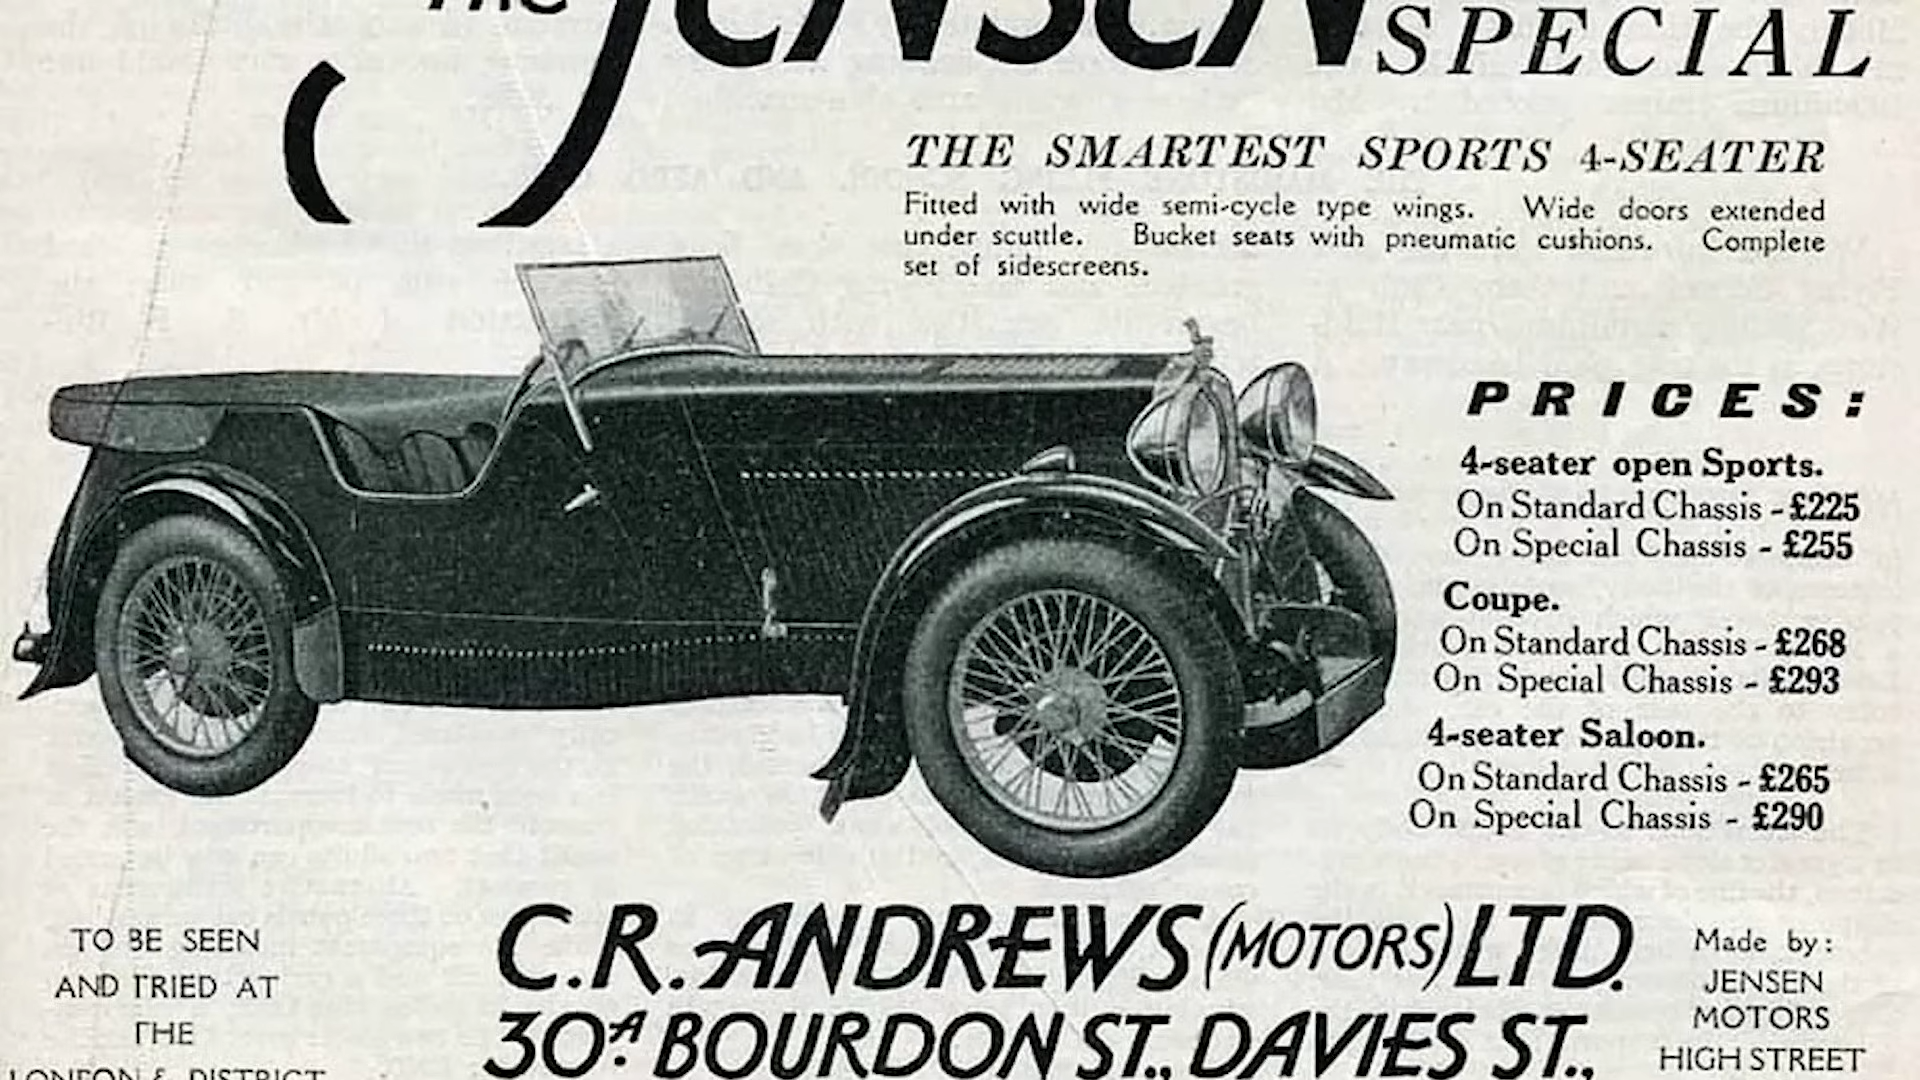 The JENSEN SPECIAL
THE SMARTEST SPORTS 4-SEATER
Fitted with wide semi-cycle type wings. Wide doors extended
under scuttle. Bucket seats with pneumatic cushions. Complete
set of sidescreens.
PRICES:
4-seater open Sports.
On Standard Chassis - £225
On Special Chassis - £255
Coupe.
On Standard Chassis - £268
On Special Chassis - £293
4-seater Saloon.
On Standard Chassis - £265
On Special Chassis - £290
TO BE SEEN
AND TRIED AT
THE
LONDON & DISTRICT
C.R. ANDREWS (MOTORS) LTD.
30A. BOURDON ST., DAVIES ST.,
Made by:
JENSEN
MOTORS
HIGH STREET